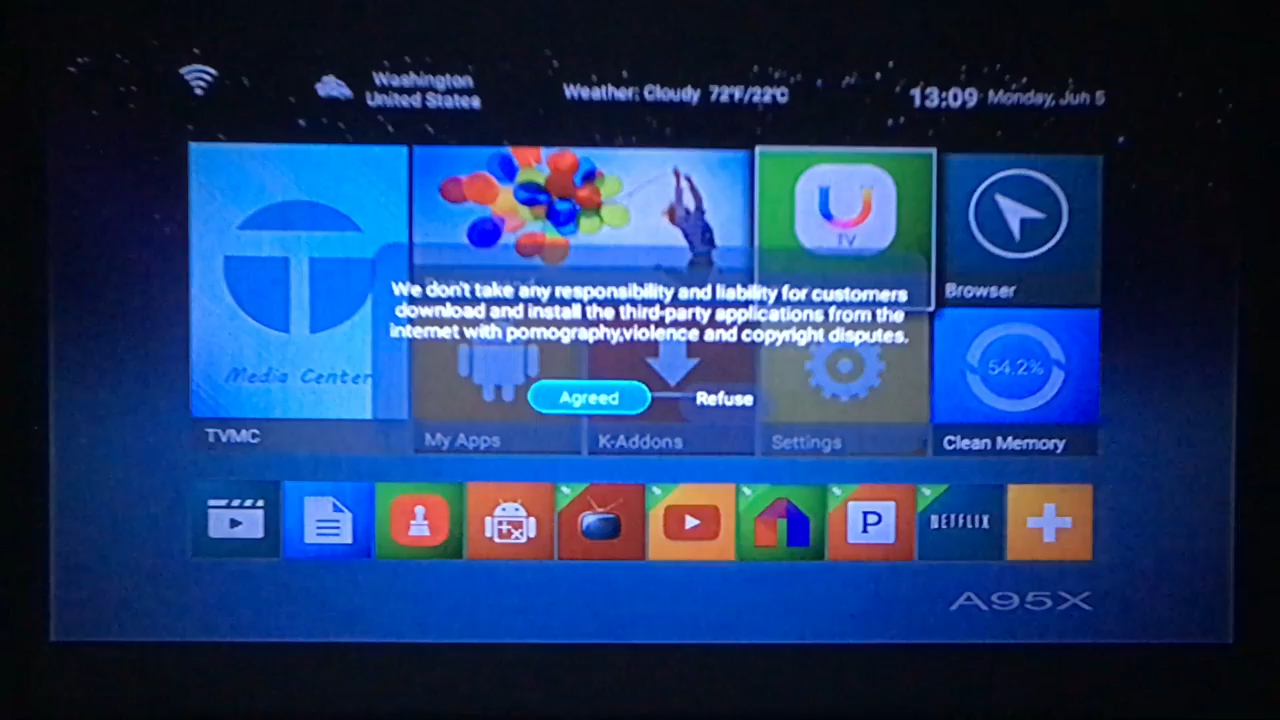 Washington
United States
Weather: Cloudy 72°F/22°C
13:09 Monday, Jun 5
TV
Browser
We don't take any responsibility and liability for customers
download and install the third-party applications from the
internet with pornography,violence and copyright disputes.
Agreed
Refuse
54.2%
Media Center
TVMC
My Apps
K-Addons
Settings
Clean Memory
P
NETFLIX
A95X